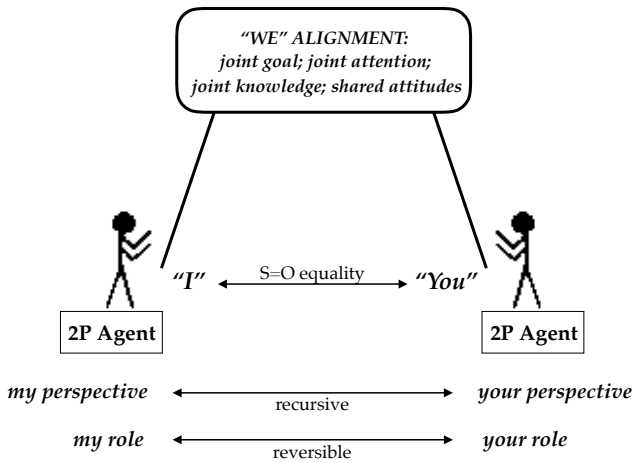 “WE” ALIGNMENT:
joint goal; joint attention;
joint knowledge; shared attitudes
“I” S=O equality “You”
2P Agent 2P Agent
my perspective recursive your perspective
my role reversible your role